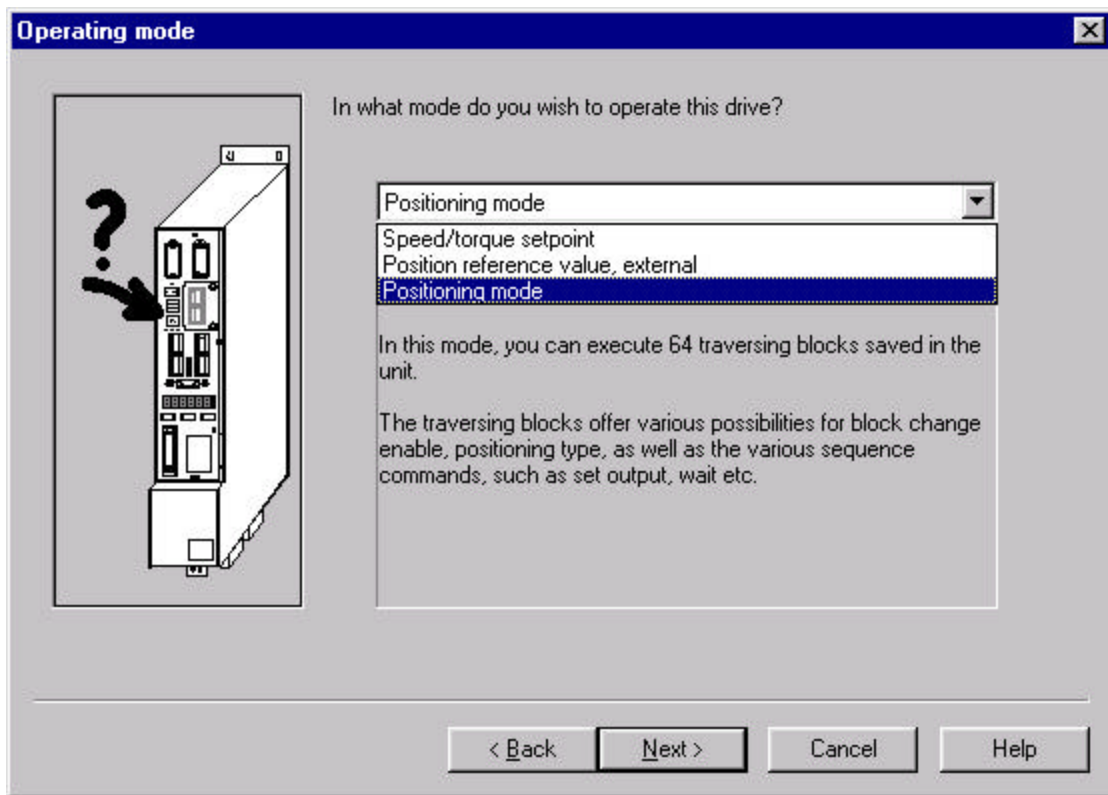 Operating mode
In what mode do you wish to operate this drive?
Positioning mode
Speed/torque setpoint
Position reference value, external
Positioning mode
In this mode, you can execute 64 traversing blocks saved in the
unit.
The traversing blocks offer various possibilities for block change
enable, positioning type, as well as the various sequence
commands, such as set output, wait etc.
?
< Back
Next >
Cancel
Help